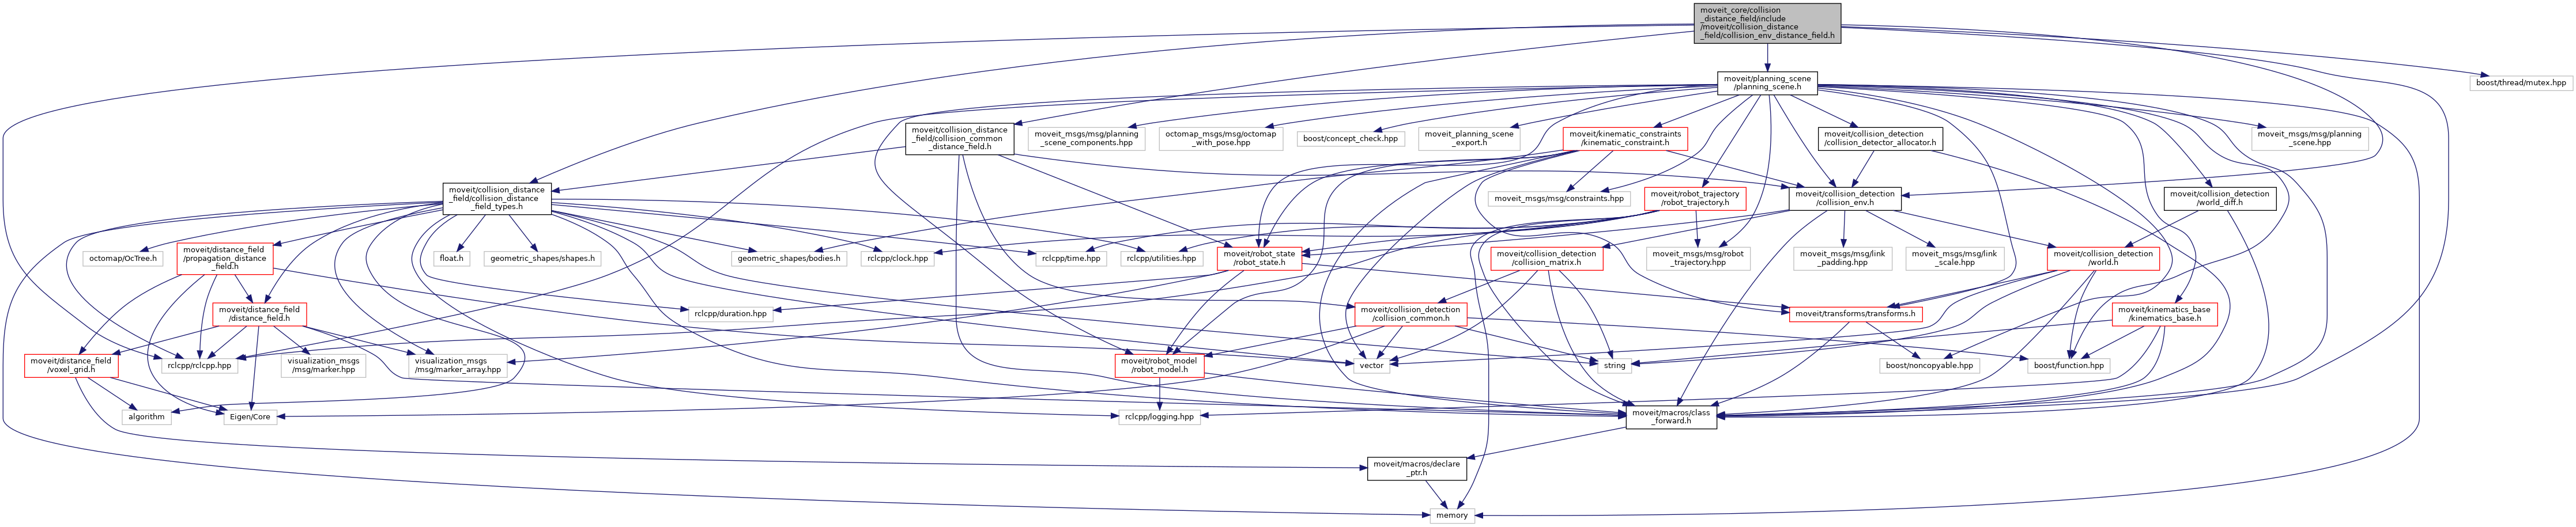 moveit_core/collision
_distance_field/include
/moveit/collision_distance
_field/collision_env_distance_field.h
moveit/planning_scene
/planning_scene.h
boost/thread/mutex.hpp
moveit/collision_distance
_field/collision_common
_distance_field.h
moveit_msgs/msg/planning
_scene_components.hpp
octomap_msgs/msg/octomap
_with_pose.hpp
boost/concept_check.hpp
moveit_planning_scene
_export.h
moveit/kinematic_constraints
/kinematic_constraint.h
moveit/collision_detection
/collision_detector_allocator.h
moveit_msgs/msg/planning
_scene.hpp
moveit/collision_distance
_field/collision_distance
_field_types.h
moveit_msgs/msg/constraints.hpp
moveit/robot_trajectory
/robot_trajectory.h
moveit/collision_detection
/collision_env.h
moveit/collision_detection
/world_diff.h
octomap/OcTree.h
moveit/distance_field
/propagation_distance
_field.h
float.h
geometric_shapes/shapes.h
geometric_shapes/bodies.h
rclcpp/clock.hpp
rclcpp/time.hpp
rclcpp/utilities.hpp
moveit/robot_state
/robot_state.h
moveit/collision_detection
/collision_matrix.h
moveit_msgs/msg/robot
_trajectory.hpp
moveit_msgs/msg/link
_padding.hpp
moveit_msgs/msg/link
_scale.hpp
moveit/collision_detection
/world.h
moveit/distance_field
/distance_field.h
rclcpp/duration.hpp
moveit/collision_detection
/collision_common.h
moveit/transforms/transforms.h
moveit/kinematics_base
/kinematics_base.h
moveit/distance_field
/voxel_grid.h
rclcpp/rclcpp.hpp
visualization_msgs
/msg/marker.hpp
visualization_msgs
/msg/marker_array.hpp
moveit/robot_model
/robot_model.h
vector
string
boost/noncopyable.hpp
boost/function.hpp
algorithm
Eigen/Core
rclcpp/logging.hpp
moveit/macros/class
_forward.h
moveit/macros/declare
_ptr.h
memory